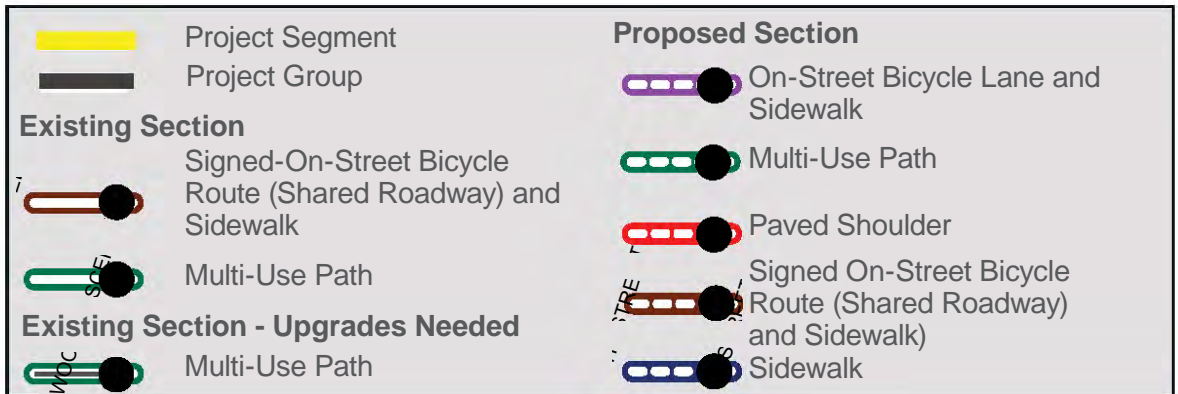 Project Segment
Project Group
Existing Section
Signed-On-Street Bicycle
Route (Shared Roadway) and
Sidewalk
Multi-Use Path
Existing Section - Upgrades Needed
Multi-Use Path
Proposed Section
On-Street Bicycle Lane and
Sidewalk
Multi-Use Path
Paved Shoulder
Signed On-Street Bicycle
Route (Shared Roadway)
and Sidewalk)
Sidewalk